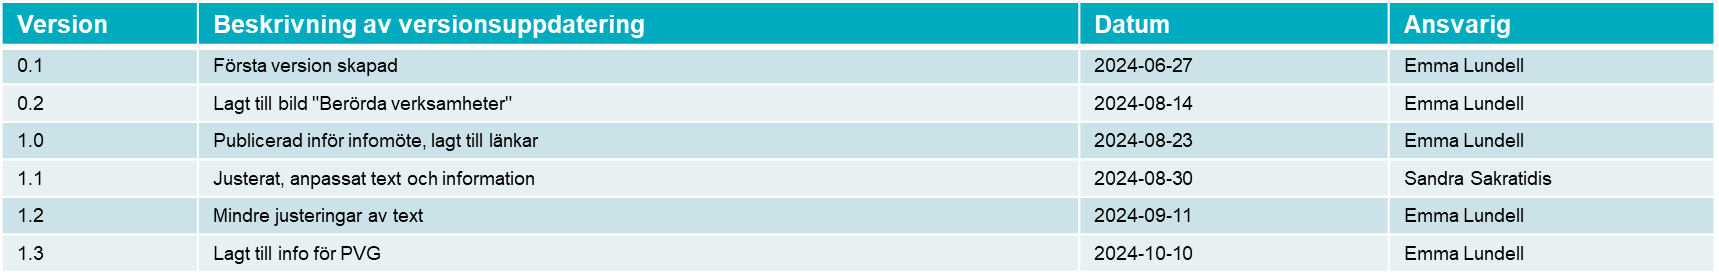 Version Beskrivning av versionsuppdatering Datum Ansvarig
0.1 Första version skapad 2024-06-27 Emma Lundell
0.2 Lagt till bild "Berörda verksamheter" 2024-08-14 Emma Lundell
1.0 Publicerad inför infomöte, lagt till länkar 2024-08-23 Emma Lundell
1.1 Justerat, anpassat text och information 2024-08-30 Sandra Sakratidis
1.2 Mindre justeringar av text 2024-09-11 Emma Lundell
1.3 Lagt till info för PVG 2024-10-10 Emma Lundell